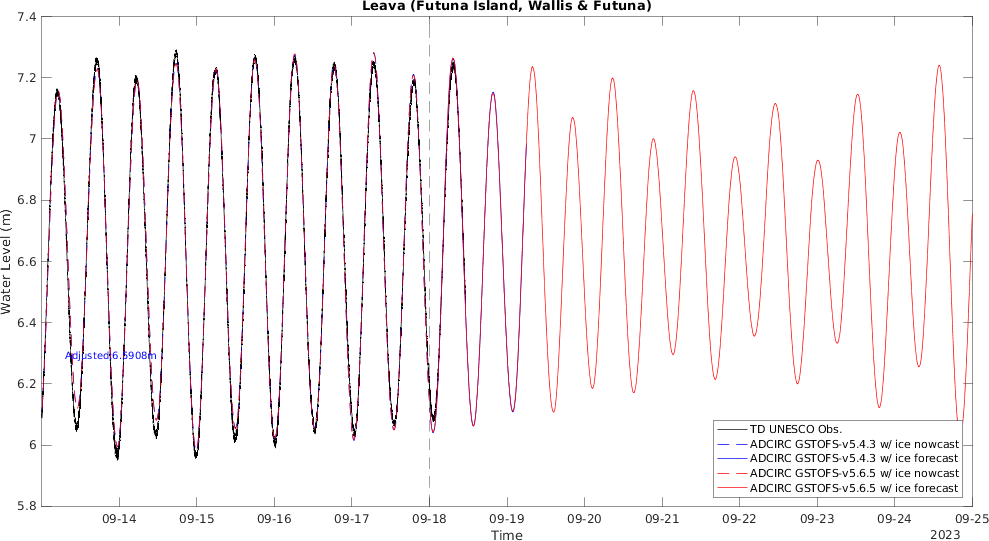 Leava (Futuna Island, Wallis & Futuna)
7.4
7.2
7
6.8
6.6
6.4
6.2
6
5.8
Water Level (m)
Adjusted:6.5908m
TD UNESCO Obs.
ADCIRC GSTOFS-v5.4.3 w/ ice nowcast
ADCIRC GSTOFS-v5.4.3 w/ ice forecast
ADCIRC GSTOFS-v5.6.5 w/ ice nowcast
ADCIRC GSTOFS-v5.6.5 w/ ice forecast
09-14 09-15 09-16 09-17 09-18 09-19 09-20 09-21 09-22 09-23 09-24 09-25
Time
2023